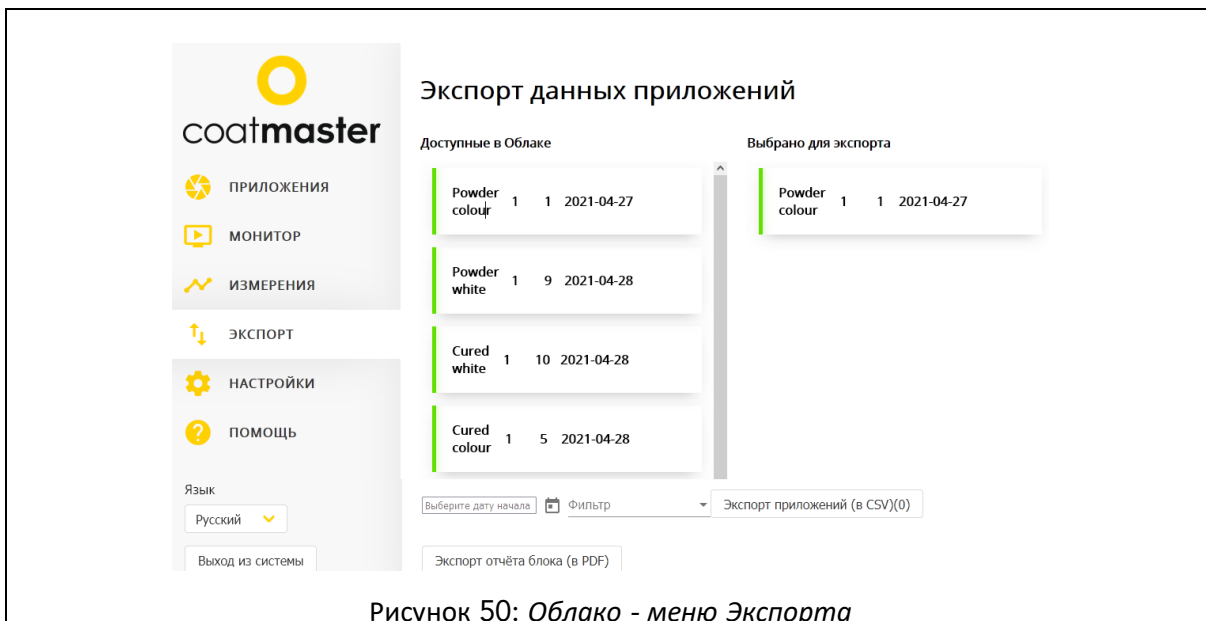 coatmaster
ПРИЛОЖЕНИЯ
МОНИТОР
ИЗМЕРЕНИЯ
ЭКСПОРТ
НАСТРОЙКИ
ПОМОЩЬ
Язык
Русский
Выход из системы
Экспорт данных приложений
Доступные в Облаке
Powder
colour 1 1 2021-04-27
Powder
white 1 9 2021-04-28
Cured
white 1 10 2021-04-28
Cured
colour 1 5 2021-04-28
Выбрано для экспорта
Powder
colour 1 1 2021-04-27
Выберите дату начала Фильтр Экспорт приложений (в CSV)(0)
Экспорт отчёта блока (в PDF)
Рисунок 50: Облако - меню Экспорта